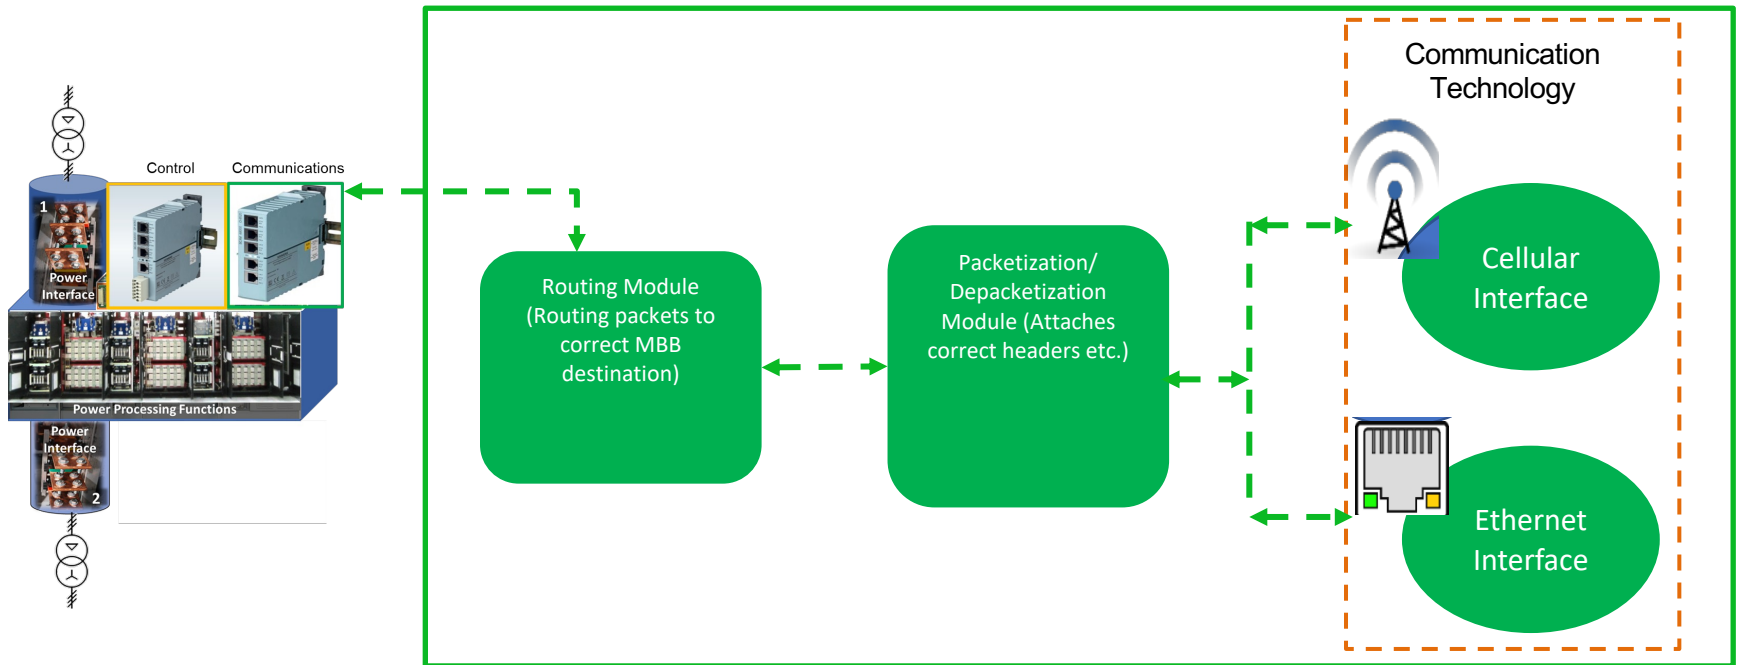 Control
Communications
1
Power
Interface
Power Processing Functions
Power
Interface
2
Routing Module
(Routing packets to
correct MBB
destination)
Packetization/
Depacketization
Module (Attaches
correct headers etc.)
Communication
Technology
Cellular
Interface
Ethernet
Interface